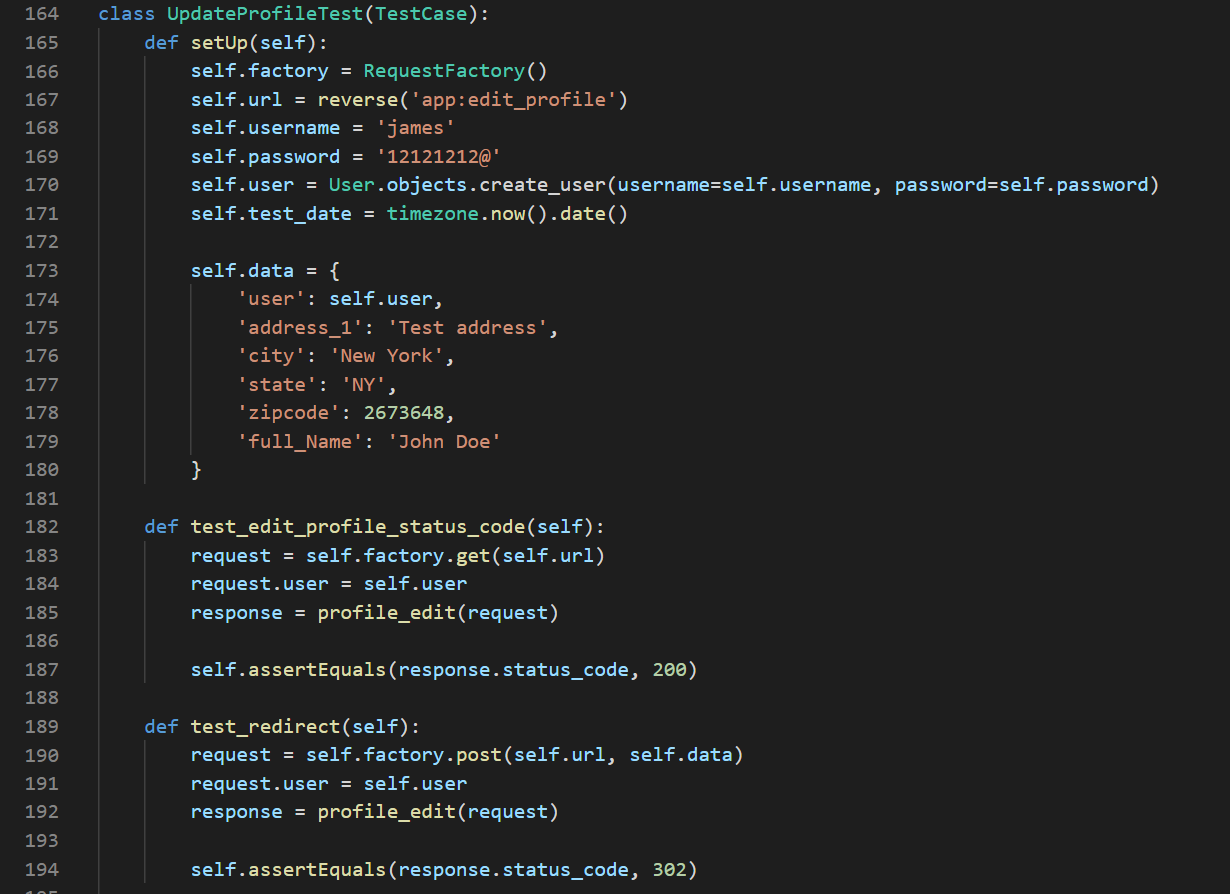 164 class UpdateProfileTest(TestCase):
165     def setUp(self):
166         self.factory = RequestFactory()
167         self.url = reverse('app:edit_profile')
168         self.username = 'james'
169         self.password = '12121212@'
170         self.user = User.objects.create_user(username=self.username, password=self.password)
171         self.test_date = timezone.now().date()
172
173         self.data = {
174             'user': self.user,
175             'address_1': 'Test address',
176             'city': 'New York',
177             'state': 'NY',
178             'zipcode': 2673648,
179             'full_Name': 'John Doe'
180         }
181
182     def test_edit_profile_status_code(self):
183         request = self.factory.get(self.url)
184         request.user = self.user
185         response = profile_edit(request)
186
187         self.assertEquals(response.status_code, 200)
188
189     def test_redirect(self):
190         request = self.factory.post(self.url, self.data)
191         request.user = self.user
192         response = profile_edit(request)
193
194         self.assertEquals(response.status_code, 302)